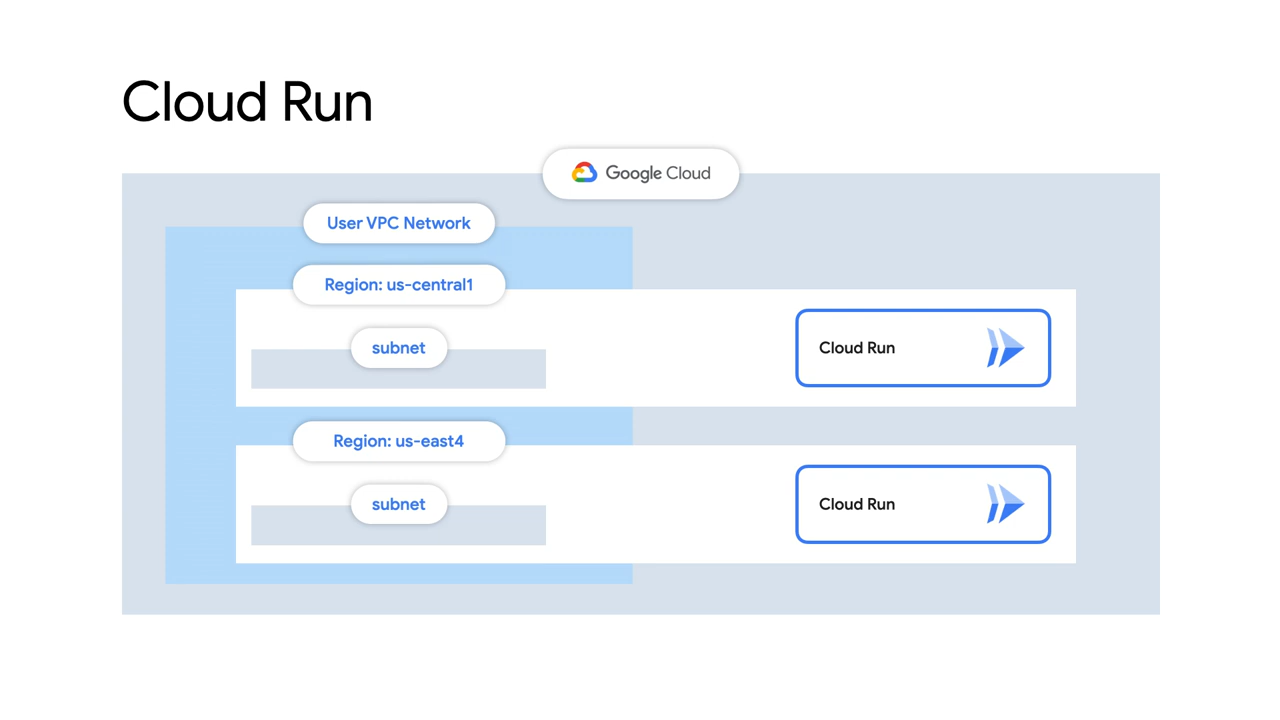 Cloud Run
Google Cloud
User VPC Network
Region: us-central1
subnet
Cloud Run
Region: us-east4
subnet
Cloud Run